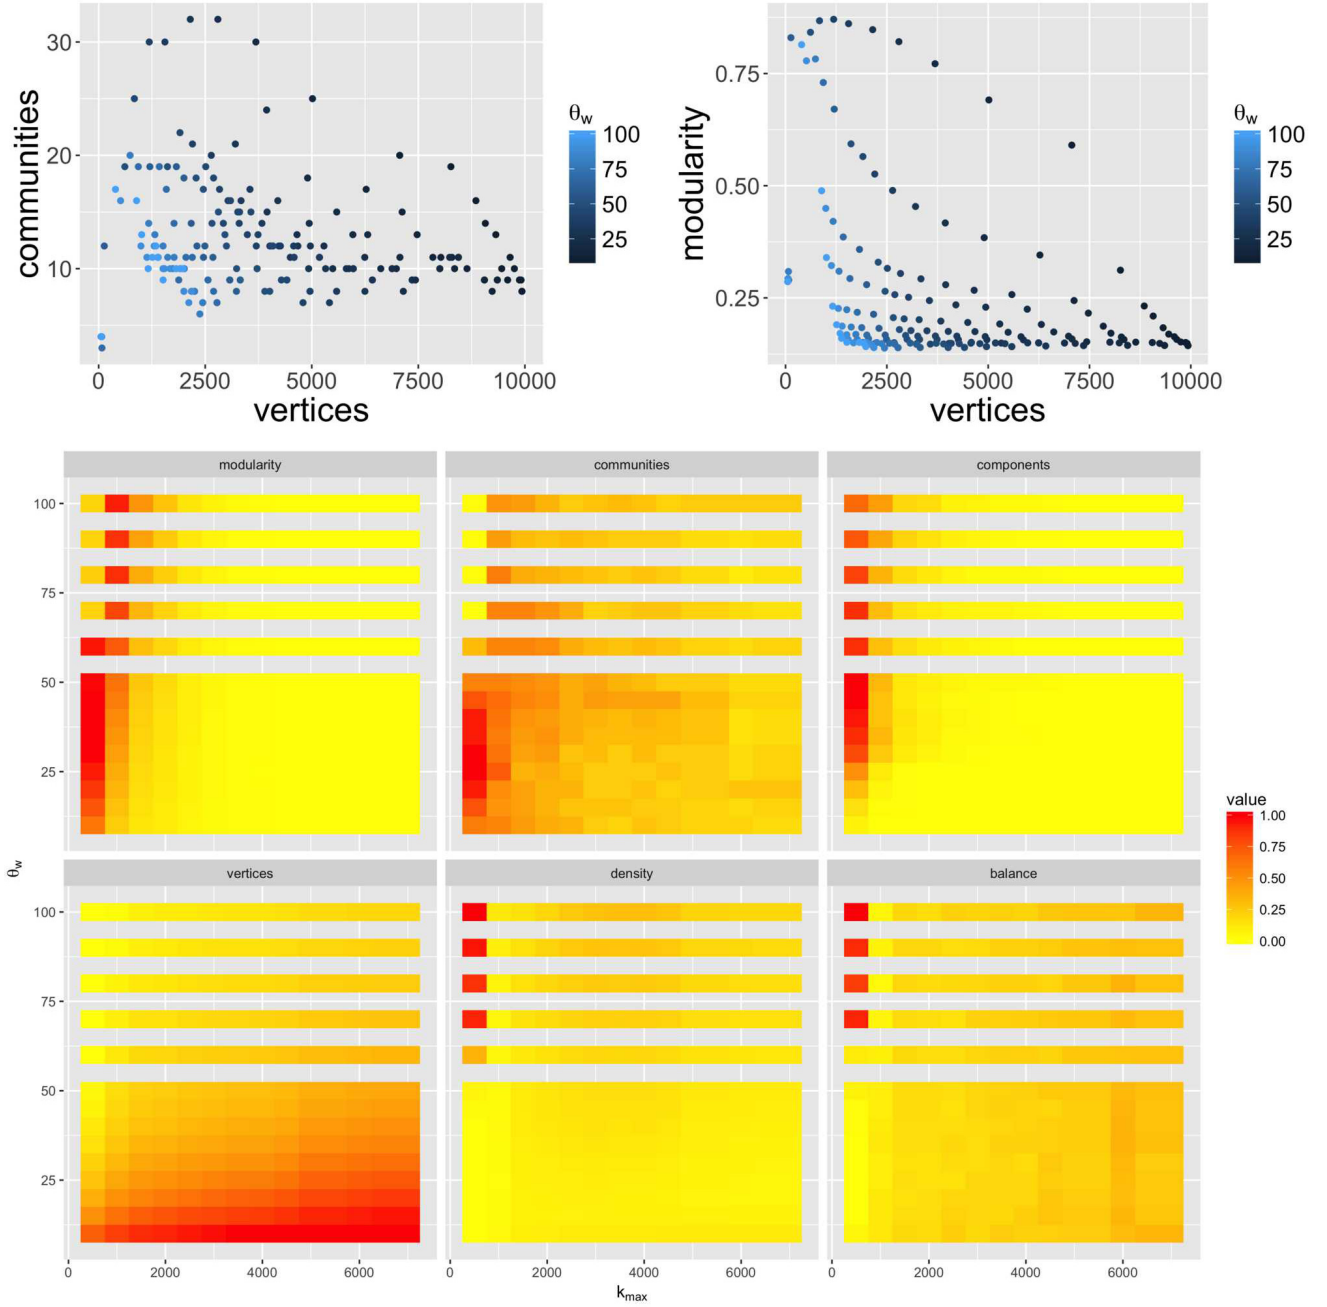 communities
30
20
10
0 2500 5000 7500 10000
vertices
θw
100
75
50
25
modularity
0.75
0.50
0.25
0 2500 5000 7500 10000
vertices
θw
100
75
50
25
modularity communities components
100
75
50
25
θw
vertices density balance
100
75
50
25
0 2000 4000 6000 0 2000 4000 6000 0 2000 4000 6000
kmax
value
1.00
0.75
0.50
0.25
0.00